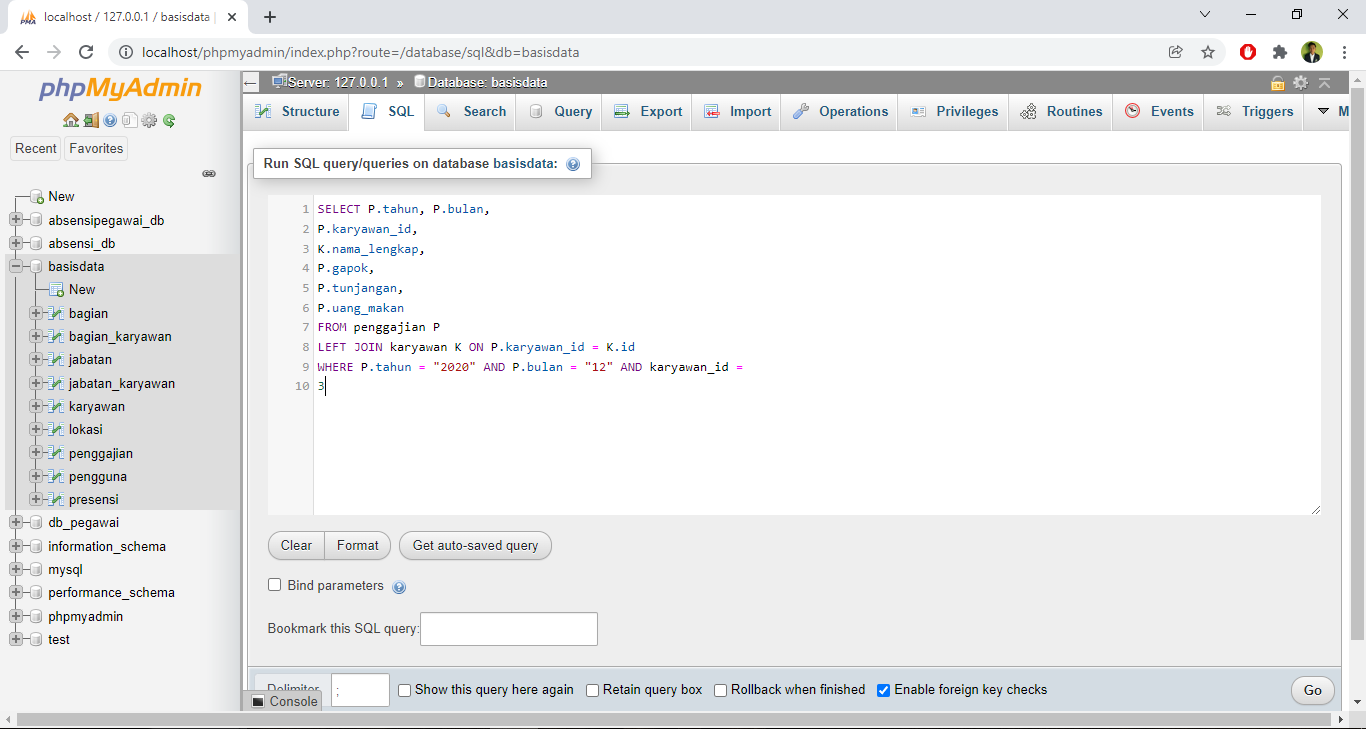 PMA
localhost / 127.0.0.1 / basisdata |
localhost/phpmyadmin/index.php?route=/database/sql&db=basisdata
phpMyAdmin
Recent
Favorites
New
absensipegawai_db
absensi_db
basisdata
New
bagian
bagian_karyawan
jabatan
jabatan_karyawan
karyawan
lokasi
penggajian
pengguna
presensi
db_pegawai
information_schema
mysql
performance_schema
phpmyadmin
test
Server: 127.0.0.1 » Database: basisdata
Structure SQL Search Query Export Import Operations Privileges Routines Events Triggers M
Run SQL query/queries on database basisdata:
1 SELECT P.tahun, P.bulan,
2 P.karyawan_id,
3 K.nama_lengkap,
4 P.gapok,
5 P.tunjangan,
6 P.uang_makan
7 FROM penggajian P
8 LEFT JOIN karyawan K ON P.karyawan_id = K.id
9 WHERE P.tahun = "2020" AND P.bulan = "12" AND karyawan_id =
10 3
Clear Format Get auto-saved query
Bind parameters
Bookmark this SQL query:
Delimiter ; Show this query here again Retain query box Rollback when finished Enable foreign key checks Go
Console